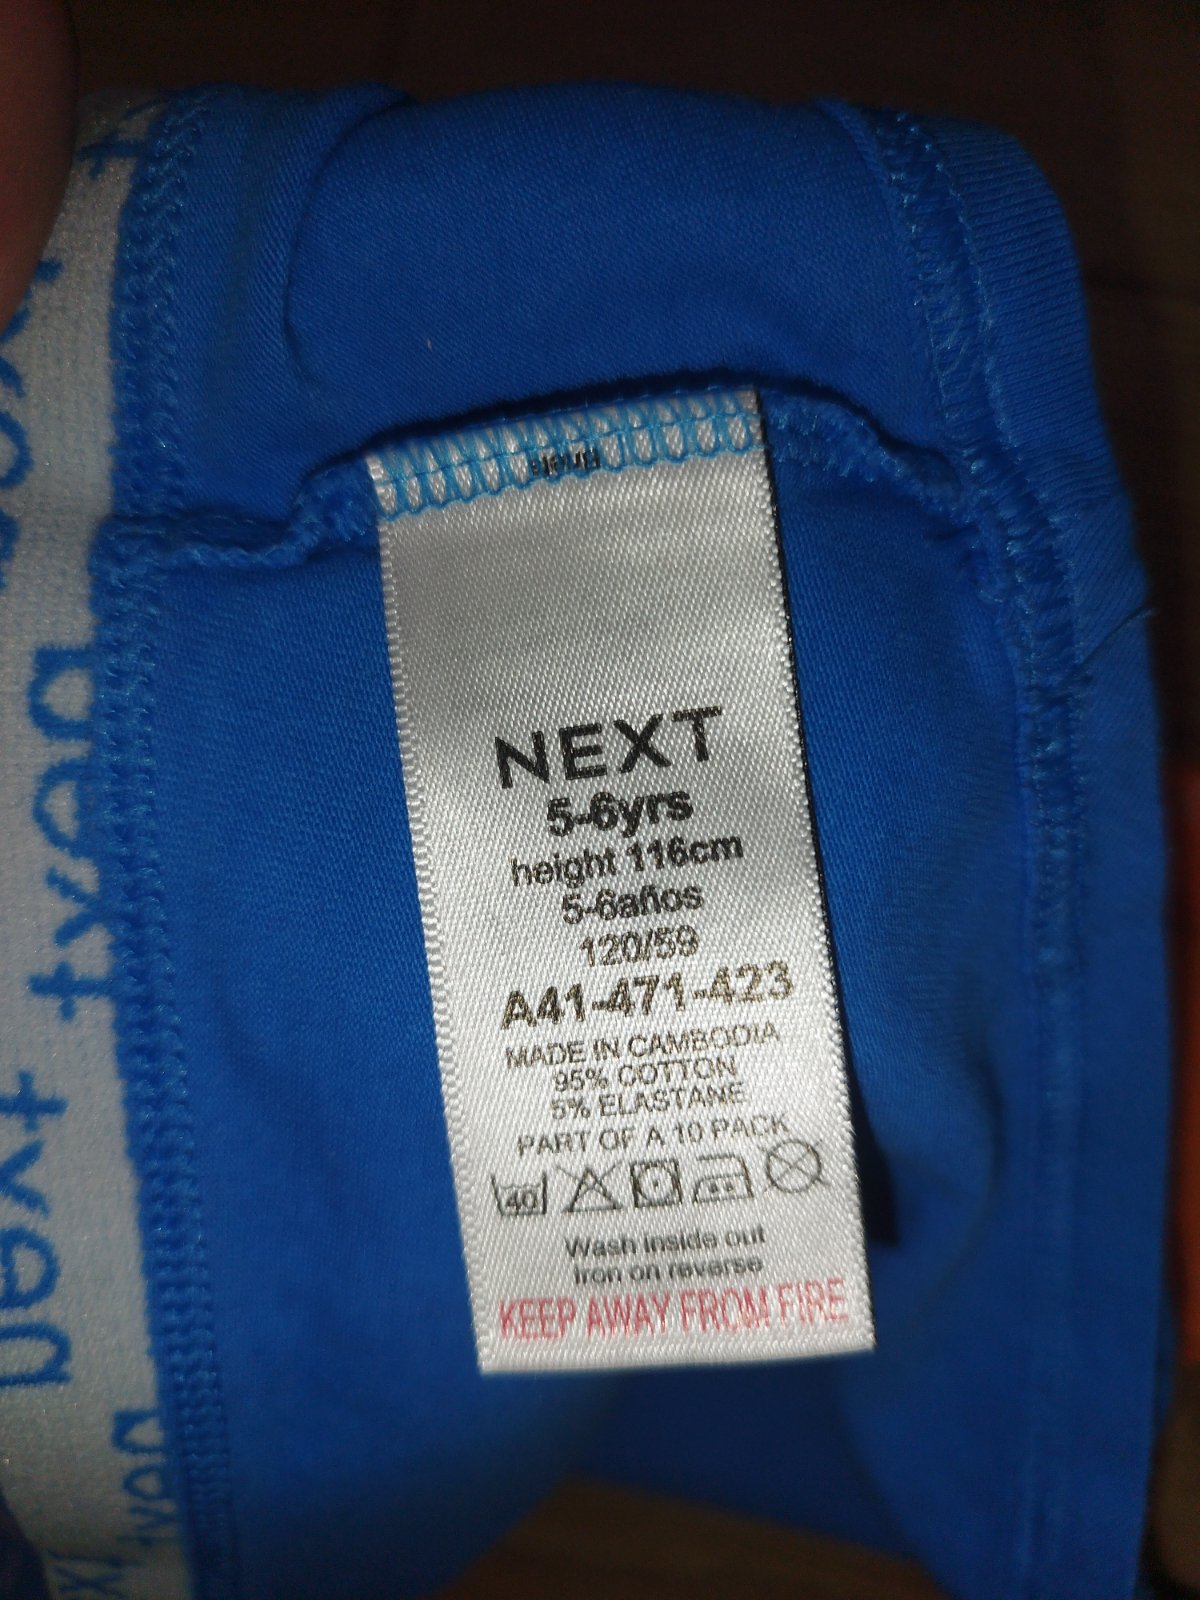 NEXT
5-6yrs
height 116cm
5-6años
120/59
A41-471-423
MADE IN CAMBODIA
95% COTTON
5% ELASTANE
PART OF A 10 PACK
40
Wash inside out
Iron on reverse
KEEP AWAY FROM FIRE
next